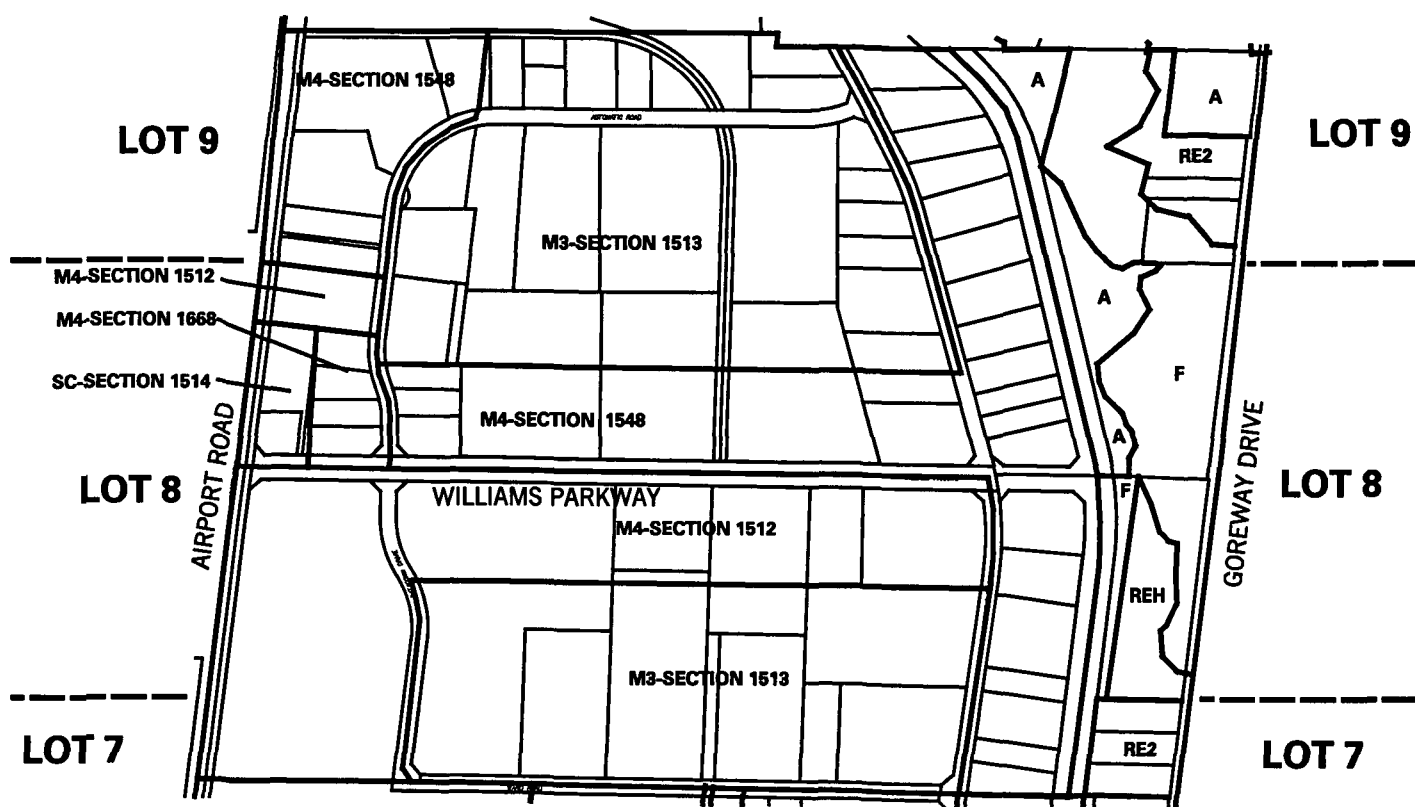 M4-SECTION 1548
A
A
LOT 9
AUTOMATIC ROAD
LOT 9
RE2
M3-SECTION 1513
M4-SECTION 1512
A
M4-SECTION 1668
F
SC-SECTION 1514
M4-SECTION 1548
AIRPORT ROAD
A
GOREWAY DRIVE
LOT 8
WILLIAMS PARKWAY
F
LOT 8
M4-SECTION 1512
REH
M3-SECTION 1513
LOT 7
RE2
LOT 7